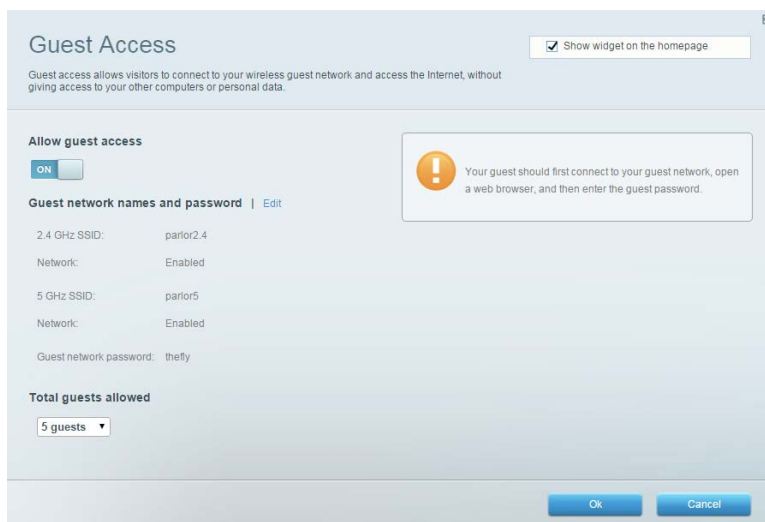 Guest Access
Show widget on the homepage
Guest access allows visitors to connect to your wireless guest network and access the Internet, without
giving access to your other computers or personal data.
Allow guest access
ON
Your guest should first connect to your guest network, open
a web browser, and then enter the guest password.
Guest network names and password | Edit
2.4 GHz SSID: parlor2.4
Network: Enabled
5 GHz SSID: parlor5
Network: Enabled
Guest network password: thefly
Total guests allowed
5 guests
Ok Cancel